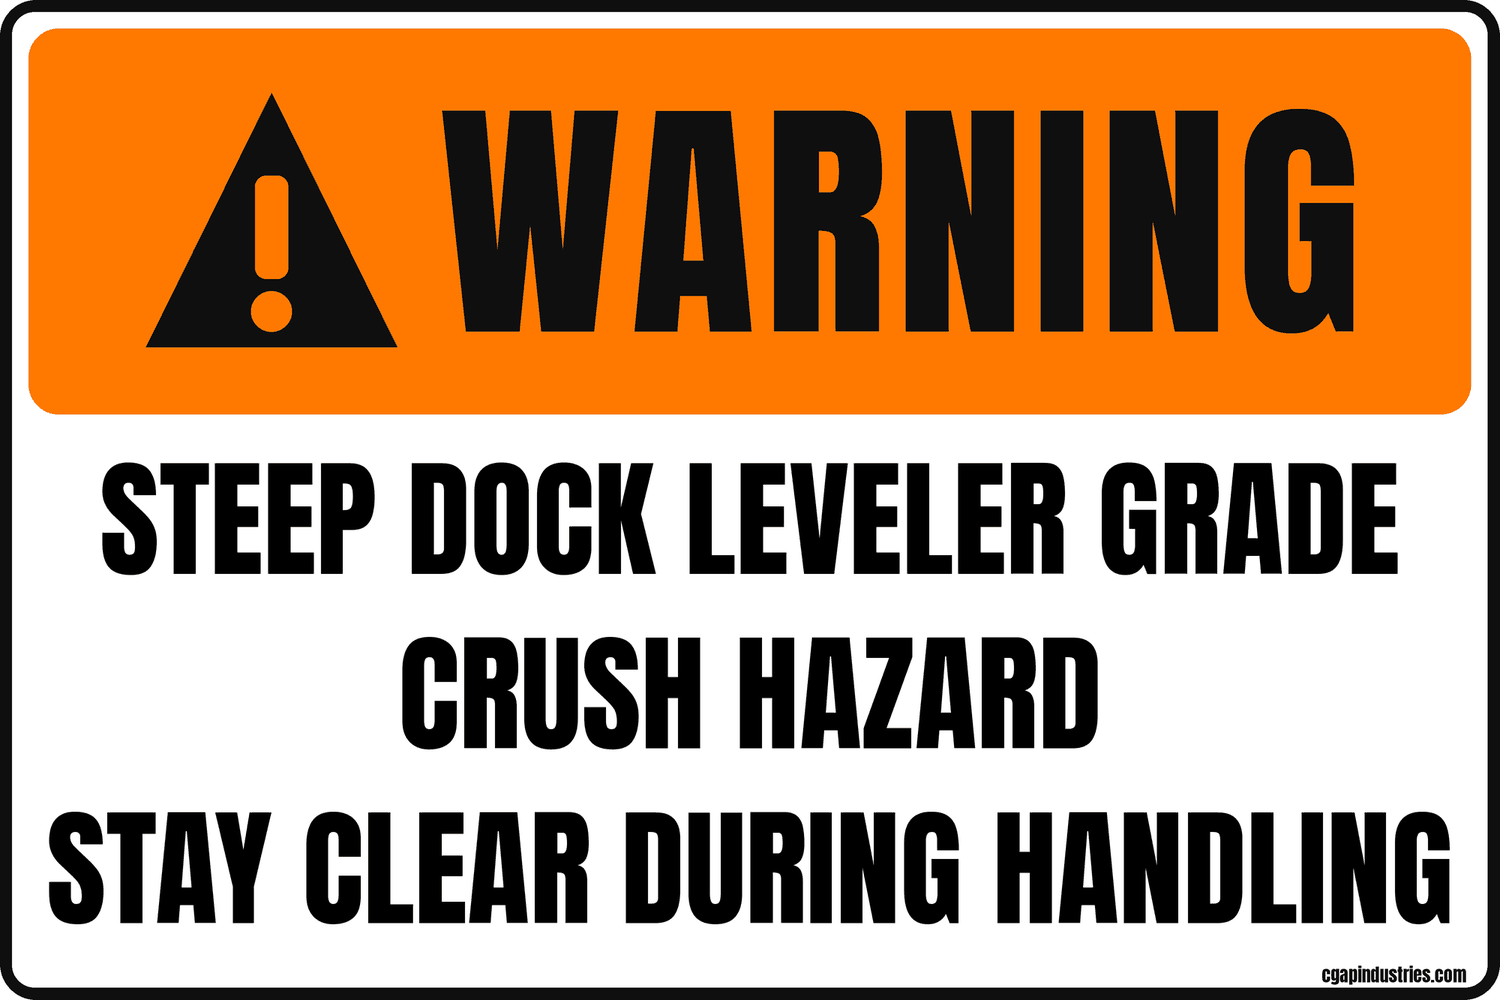 WARNING
STEEP DOCK LEVELER GRADE
CRUSH HAZARD
STAY CLEAR DURING HANDLING
cgapindustries.com